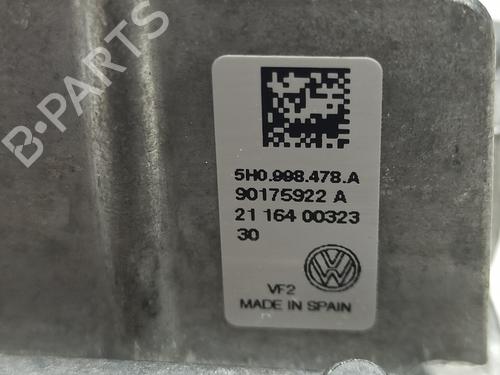 B-PARTS
5H0.998.478.A
90175922 A
21 164 00323
30
VF2
MADE IN SPAIN